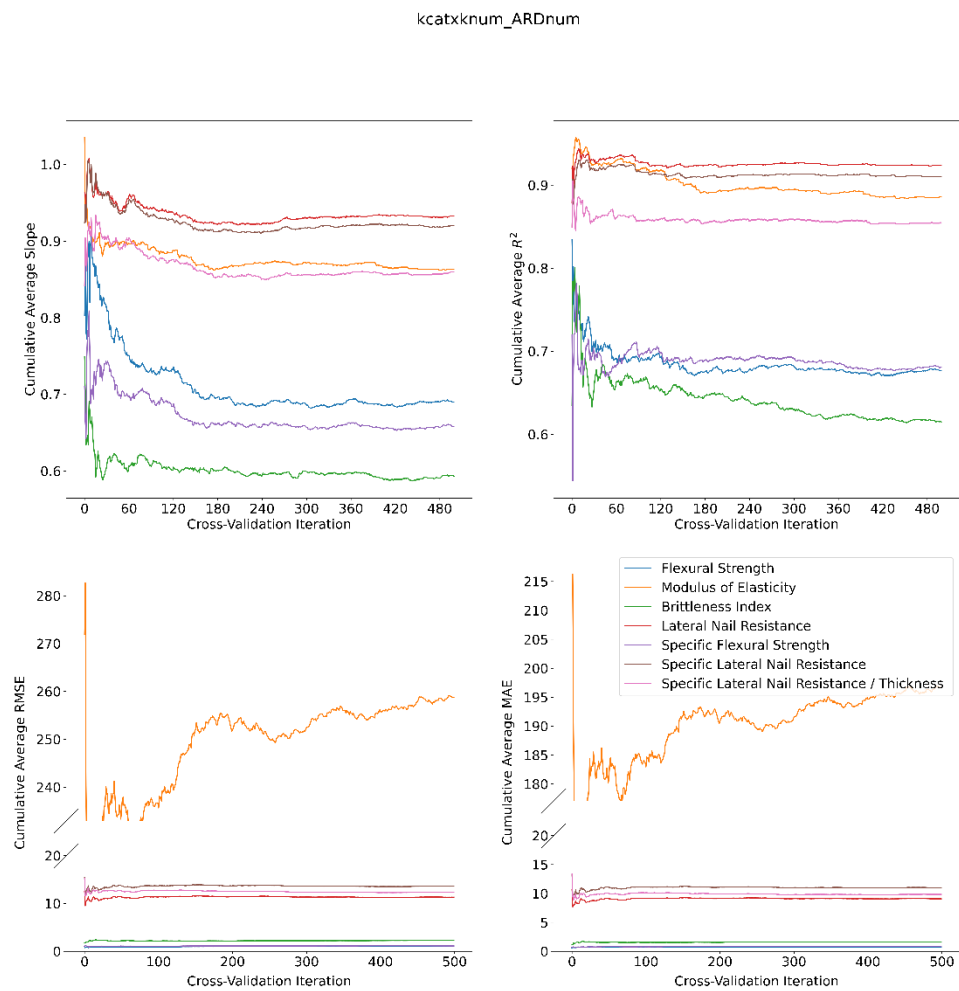 kcatxknum_ARDnum
1.0
0.9
0.8
0.7
0.6
Cumulative Average Slope
0 60 120 180 240 300 360 420 480
Cross-Validation Iteration
0.9
0.8
0.7
0.6
Cumulative Average R²
0 60 120 180 240 300 360 420 480
Cross-Validation Iteration
280
270
260
250
240
20
10
0
Cumulative Average RMSE
0 100 200 300 400 500
Cross-Validation Iteration
215
210
205
200
195
190
185
180
20
15
10
5
0
Cumulative Average MAE
Flexural Strength
Modulus of Elasticity
Brittleness Index
Lateral Nail Resistance
Specific Flexural Strength
Specific Lateral Nail Resistance
Specific Lateral Nail Resistance / Thickness
0 100 200 300 400 500
Cross-Validation Iteration